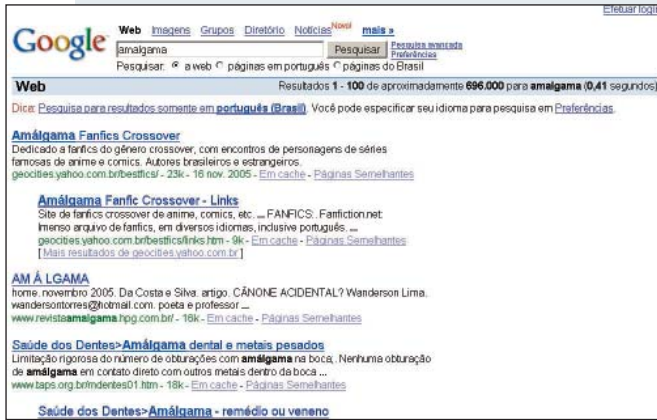 Efetuar login
Google
Web Imagens Grupos Diretório Notícias Novo! mais »
amalgama Pesquisar Pesquisa avançada
Preferências
Pesquisar: a web páginas em português páginas do Brasil
Web Resultados 1 - 100 de aproximadamente 696.000 para amalgama (0,41 segundos)
Dica: Pesquisa para resultados somente em português (Brasil). Você pode especificar seu idioma para pesquisa em Preferências.
Amálgama Fanfics Crossover
Dedicado a fanfics do gênero crossover, com encontros de personagens de séries
famosas de anime e comics. Autores brasileiros e estrangeiros.
geocities.yahoo.com.br/bestfics/ - 23k - 16 nov. 2005 - Em cache - Páginas Semelhantes
Amálgama Fanfic Crossover - Links
Site de fanfics crossover de anime, comics, etc. ... FANFICS:. Fanfiction.net:
Imenso arquivo de fanfics, em diversos idiomas, inclusive português. ...
geocities.yahoo.com.br/bestfics/links.htm - 9k - Em cache - Páginas Semelhantes
[ Mais resultados de geocities.yahoo.com.br ]
AM Á LGAMA
home. novembro 2005. Da Costa e Silva. artigo. CÂNONE ACIDENTAL? Wanderson Lima.
wandersontorres@hotmail.com. poeta e professor ...
www.revistaamalgama.hpg.com.br/ - 16k - Em cache - Páginas Semelhantes
Saúde dos Dentes>Amálgama dental e metais pesados
Limitação rigorosa do número de obturações com amálgama na boca;. Nenhuma obturação
de amálgama em contato direto com outros metais dentro da boca ...
www.taps.org.br/mdentes01.htm - 18k - Em cache - Páginas Semelhantes
Saúde dos Dentes>Amálgama - remédio ou veneno